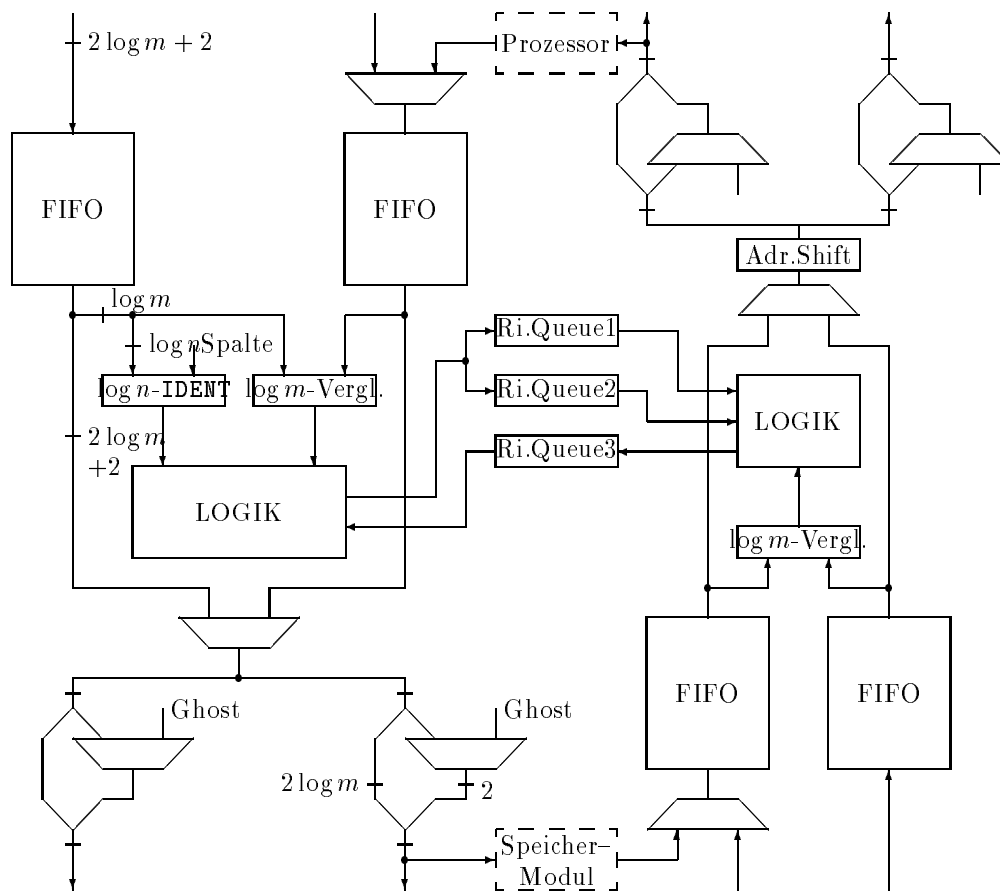 2 log m + 2
Prozessor
FIFO
FIFO
Adr.Shift
log m
log nSpalte
log n-IDENT
log m-Vergl.
Ri.Queue1
Ri.Queue2
Ri.Queue3
LOGIK
2 log m
+2
LOGIK
log m-Vergl.
FIFO
FIFO
Ghost
Ghost
2 log m
2
Speicher-
Modul